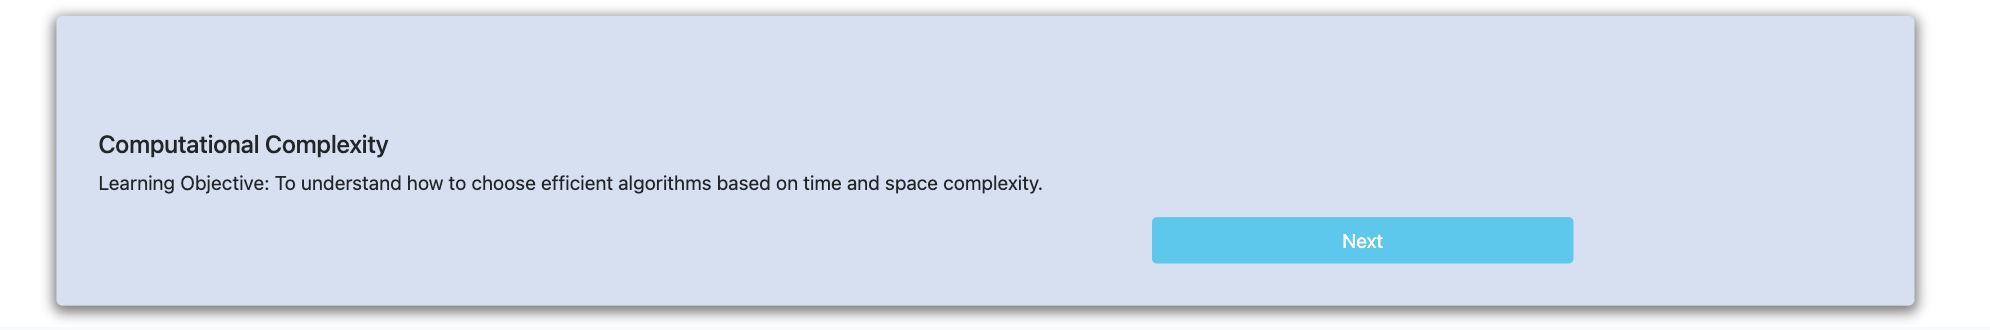 Computational Complexity
Learning Objective: To understand how to choose efficient algorithms based on time and space complexity.
Next